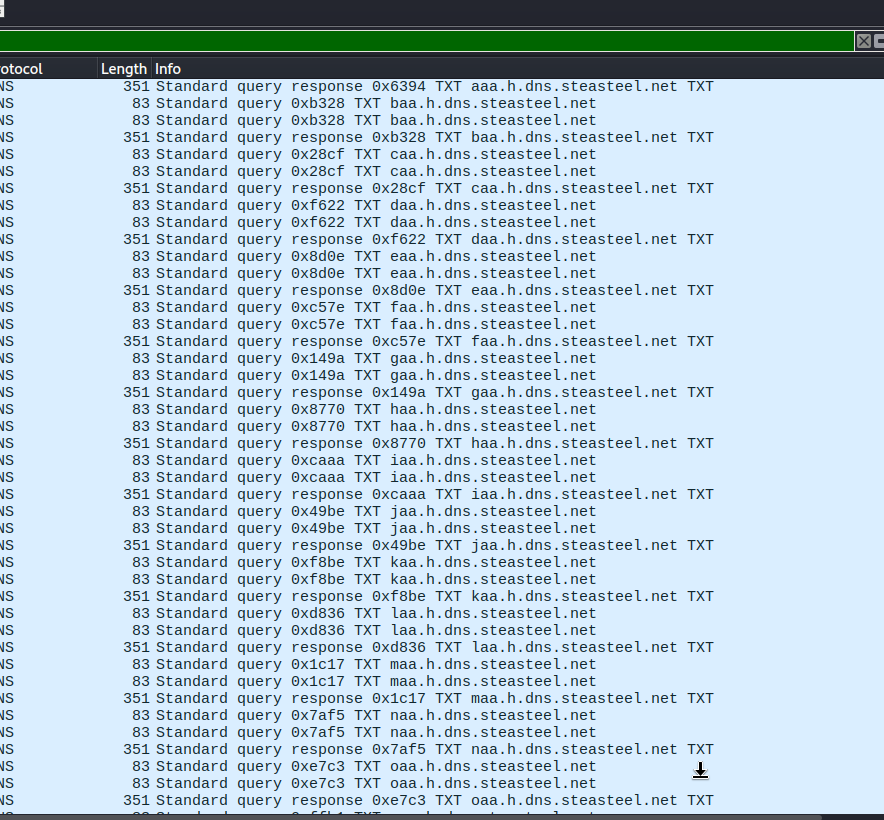 otocol Length Info
NS 351 Standard query response 0x6394 TXT aaa.h.dns.steasteel.net TXT
NS 83 Standard query 0xb328 TXT baa.h.dns.steasteel.net
NS 83 Standard query 0xb328 TXT baa.h.dns.steasteel.net
NS 351 Standard query response 0xb328 TXT baa.h.dns.steasteel.net TXT
NS 83 Standard query 0x28cf TXT caa.h.dns.steasteel.net
NS 83 Standard query 0x28cf TXT caa.h.dns.steasteel.net
NS 351 Standard query response 0x28cf TXT caa.h.dns.steasteel.net TXT
NS 83 Standard query 0xf622 TXT daa.h.dns.steasteel.net
NS 83 Standard query 0xf622 TXT daa.h.dns.steasteel.net
NS 351 Standard query response 0xf622 TXT daa.h.dns.steasteel.net TXT
NS 83 Standard query 0x8d0e TXT eaa.h.dns.steasteel.net
NS 83 Standard query 0x8d0e TXT eaa.h.dns.steasteel.net
NS 351 Standard query response 0x8d0e TXT eaa.h.dns.steasteel.net TXT
NS 83 Standard query 0xc57e TXT faa.h.dns.steasteel.net
NS 83 Standard query 0xc57e TXT faa.h.dns.steasteel.net
NS 351 Standard query response 0xc57e TXT faa.h.dns.steasteel.net TXT
NS 83 Standard query 0x149a TXT gaa.h.dns.steasteel.net
NS 83 Standard query 0x149a TXT gaa.h.dns.steasteel.net
NS 351 Standard query response 0x149a TXT gaa.h.dns.steasteel.net TXT
NS 83 Standard query 0x8770 TXT haa.h.dns.steasteel.net
NS 83 Standard query 0x8770 TXT haa.h.dns.steasteel.net
NS 351 Standard query response 0x8770 TXT haa.h.dns.steasteel.net TXT
NS 83 Standard query 0xcaaa TXT iaa.h.dns.steasteel.net
NS 83 Standard query 0xcaaa TXT iaa.h.dns.steasteel.net
NS 351 Standard query response 0xcaaa TXT iaa.h.dns.steasteel.net TXT
NS 83 Standard query 0x49be TXT jaa.h.dns.steasteel.net
NS 83 Standard query 0x49be TXT jaa.h.dns.steasteel.net
NS 351 Standard query response 0x49be TXT jaa.h.dns.steasteel.net TXT
NS 83 Standard query 0xf8be TXT kaa.h.dns.steasteel.net
NS 83 Standard query 0xf8be TXT kaa.h.dns.steasteel.net
NS 351 Standard query response 0xf8be TXT kaa.h.dns.steasteel.net TXT
NS 83 Standard query 0xd836 TXT laa.h.dns.steasteel.net
NS 83 Standard query 0xd836 TXT laa.h.dns.steasteel.net
NS 351 Standard query response 0xd836 TXT laa.h.dns.steasteel.net TXT
NS 83 Standard query 0x1c17 TXT maa.h.dns.steasteel.net
NS 83 Standard query 0x1c17 TXT maa.h.dns.steasteel.net
NS 351 Standard query response 0x1c17 TXT maa.h.dns.steasteel.net TXT
NS 83 Standard query 0x7af5 TXT naa.h.dns.steasteel.net
NS 83 Standard query 0x7af5 TXT naa.h.dns.steasteel.net
NS 351 Standard query response 0x7af5 TXT naa.h.dns.steasteel.net TXT
NS 83 Standard query 0xe7c3 TXT oaa.h.dns.steasteel.net
NS 83 Standard query 0xe7c3 TXT oaa.h.dns.steasteel.net
NS 351 Standard query response 0xe7c3 TXT oaa.h.dns.steasteel.net TXT